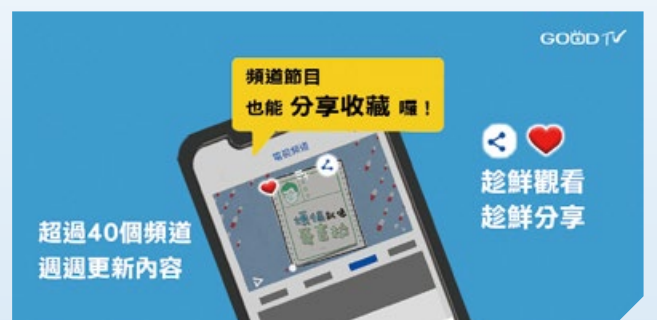 GOOD TV
頻道節目
也能 分享收藏 囉！
電視頻道
趁鮮觀看
趁鮮分享
超過40個頻道
週週更新內容